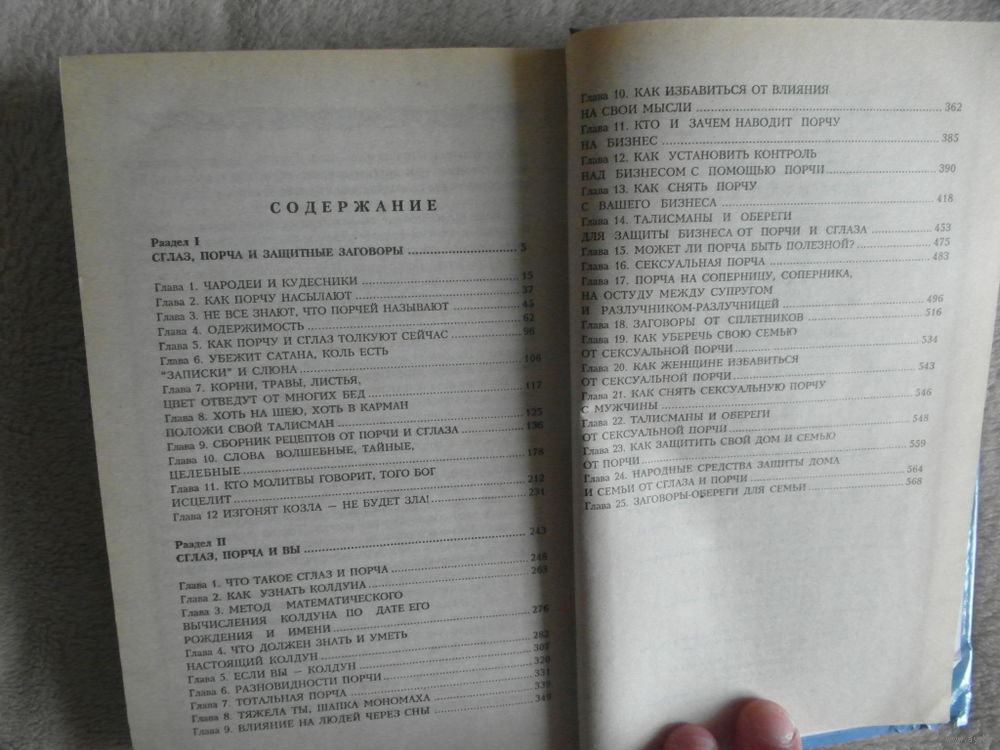 СОДЕРЖАНИЕ
Раздел I
СГЛАЗ, ПОРЧА И ЗАЩИТНЫЕ ЗАГОВОРЫ ..... 5
Глава 1. ЧАРОДЕИ И КУДЕСНИКИ ..... 15
Глава 2. КАК ПОРЧУ НАСЫЛАЮТ ..... 37
Глава 3. НЕ ВСЕ ЗНАЮТ, ЧТО ПОРЧЕЙ НАЗЫВАЮТ ..... 45
Глава 4. ОДЕРЖИМОСТЬ ..... 62
Глава 5. КАК ПОРЧУ И СГЛАЗ ТОЛКУЮТ СЕЙЧАС ..... 96
Глава 6. УБЕЖИТ САТАНА, КОЛЬ ЕСТЬ
"ЗАПИСКИ" И СЛЮНА ..... 106
Глава 7. КОРНИ, ТРАВЫ, ЛИСТЬЯ,
ЦВЕТ ОТВЕДУТ ОТ МНОГИХ БЕД ..... 117
Глава 8. ХОТЬ НА ШЕЮ, ХОТЬ В КАРМАН
ПОЛОЖИ СВОЙ ТАЛИСМАН ..... 125
Глава 9. СБОРНИК РЕЦЕПТОВ ОТ ПОРЧИ И СГЛАЗА ..... 136
Глава 10. СЛОВА ВОЛШЕБНЫЕ, ТАЙНЫЕ,
ЦЕЛЕБНЫЕ ..... 178
Глава 11. КТО МОЛИТВЫ ГОВОРИТ, ТОГО БОГ
ИСЦЕЛИТ ..... 212
Глава 12 ИЗГОНЯТ КОЗЛА — НЕ БУДЕТ ЗЛА! ..... 231
Раздел II
СГЛАЗ, ПОРЧА И ВЫ ..... 243
Глава 1. ЧТО ТАКОЕ СГЛАЗ И ПОРЧА ..... 248
Глава 2. КАК УЗНАТЬ КОЛДУНА ..... 263
Глава 3. МЕТОД МАТЕМАТИЧЕСКОГО
ВЫЧИСЛЕНИЯ КОЛДУНА ПО ДАТЕ ЕГО
РОЖДЕНИЯ И ИМЕНИ ..... 276
Глава 4. ЧТО ДОЛЖЕН ЗНАТЬ И УМЕТЬ
НАСТОЯЩИЙ КОЛДУН ..... 282
Глава 5. ЕСЛИ ВЫ — КОЛДУН ..... 307
Глава 6. РАЗНОВИДНОСТИ ПОРЧИ ..... 320
Глава 7. ТОТАЛЬНАЯ ПОРЧА ..... 331
Глава 8. ТЯЖЕЛА ТЫ, ШАПКА МОНОМАХА ..... 339
Глава 9. ВЛИЯНИЕ НА ЛЮДЕЙ ЧЕРЕЗ СНЫ ..... 349
Глава 10. КАК ИЗБАВИТЬСЯ ОТ ВЛИЯНИЯ
НА СВОИ МЫСЛИ ..... 362
Глава 11. КТО И ЗАЧЕМ НАВОДИТ ПОРЧУ
НА БИЗНЕС ..... 385
Глава 12. КАК УСТАНОВИТЬ КОНТРОЛЬ
НАД БИЗНЕСОМ С ПОМОЩЬЮ ПОРЧИ ..... 390
Глава 13. КАК СНЯТЬ ПОРЧУ
С ВАШЕГО БИЗНЕСА ..... 418
Глава 14. ТАЛИСМАНЫ И ОБЕРЕГИ
ДЛЯ ЗАЩИТЫ БИЗНЕСА ОТ ПОРЧИ И СГЛАЗА ..... 453
Глава 15. МОЖЕТ ЛИ ПОРЧА БЫТЬ ПОЛЕЗНОЙ? ..... 475
Глава 16. СЕКСУАЛЬНАЯ ПОРЧА ..... 483
Глава 17. ПОРЧА НА СОПЕРНИЦУ, СОПЕРНИКА,
НА ОСТУДУ МЕЖДУ СУПРУГОМ
И РАЗЛУЧНИКОМ-РАЗЛУЧНИЦЕЙ ..... 496
Глава 18. ЗАГОВОРЫ ОТ СПЛЕТНИКОВ ..... 516
Глава 19. КАК УБЕРЕЧЬ СВОЮ СЕМЬЮ
ОТ СЕКСУАЛЬНОЙ ПОРЧИ ..... 534
Глава 20. КАК ЖЕНЩИНЕ ИЗБАВИТЬСЯ
ОТ СЕКСУАЛЬНОЙ ПОРЧИ ..... 543
Глава 21. КАК СНЯТЬ СЕКСУАЛЬНУЮ ПОРЧУ
С МУЖЧИНЫ ..... 546
Глава 22. ТАЛИСМАНЫ И ОБЕРЕГИ
ОТ СЕКСУАЛЬНОЙ ПОРЧИ ..... 548
Глава 23. КАК ЗАЩИТИТЬ СВОЙ ДОМ И СЕМЬЮ
ОТ ПОРЧИ ..... 559
Глава 24. НАРОДНЫЕ СРЕДСТВА ЗАЩИТЫ ДОМА
И СЕМЬИ ОТ СГЛАЗА И ПОРЧИ ..... 564
Глава 25. ЗАГОВОРЫ-ОБЕРЕГИ ДЛЯ СЕМЬИ ..... 568